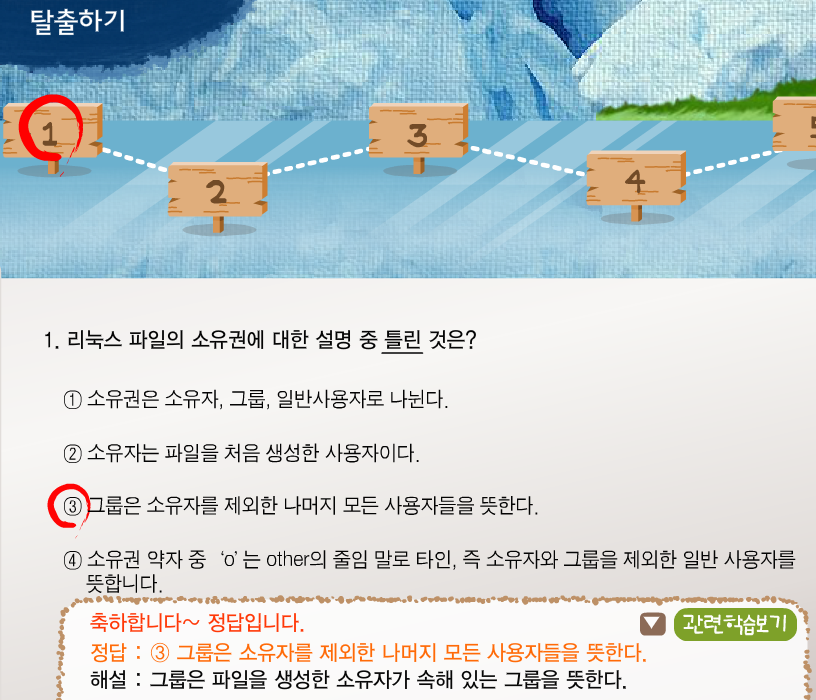 탈출하기
1
2
3
4
5
1. 리눅스 파일의 소유권에 대한 설명 중 틀린 것은?
① 소유권은 소유자, 그룹, 일반사용자로 나뉜다.
② 소유자는 파일을 처음 생성한 사용자이다.
③ 그룹은 소유자를 제외한 나머지 모든 사용자들을 뜻한다.
④ 소유권 약자 중 ‘o’는 other의 줄임 말로 타인, 즉 소유자와 그룹을 제외한 일반 사용자를
뜻합니다.
축하합니다~ 정답입니다.
관련학습보기
정답 : ③ 그룹은 소유자를 제외한 나머지 모든 사용자들을 뜻한다.
해설 : 그룹은 파일을 생성한 소유자가 속해 있는 그룹을 뜻한다.